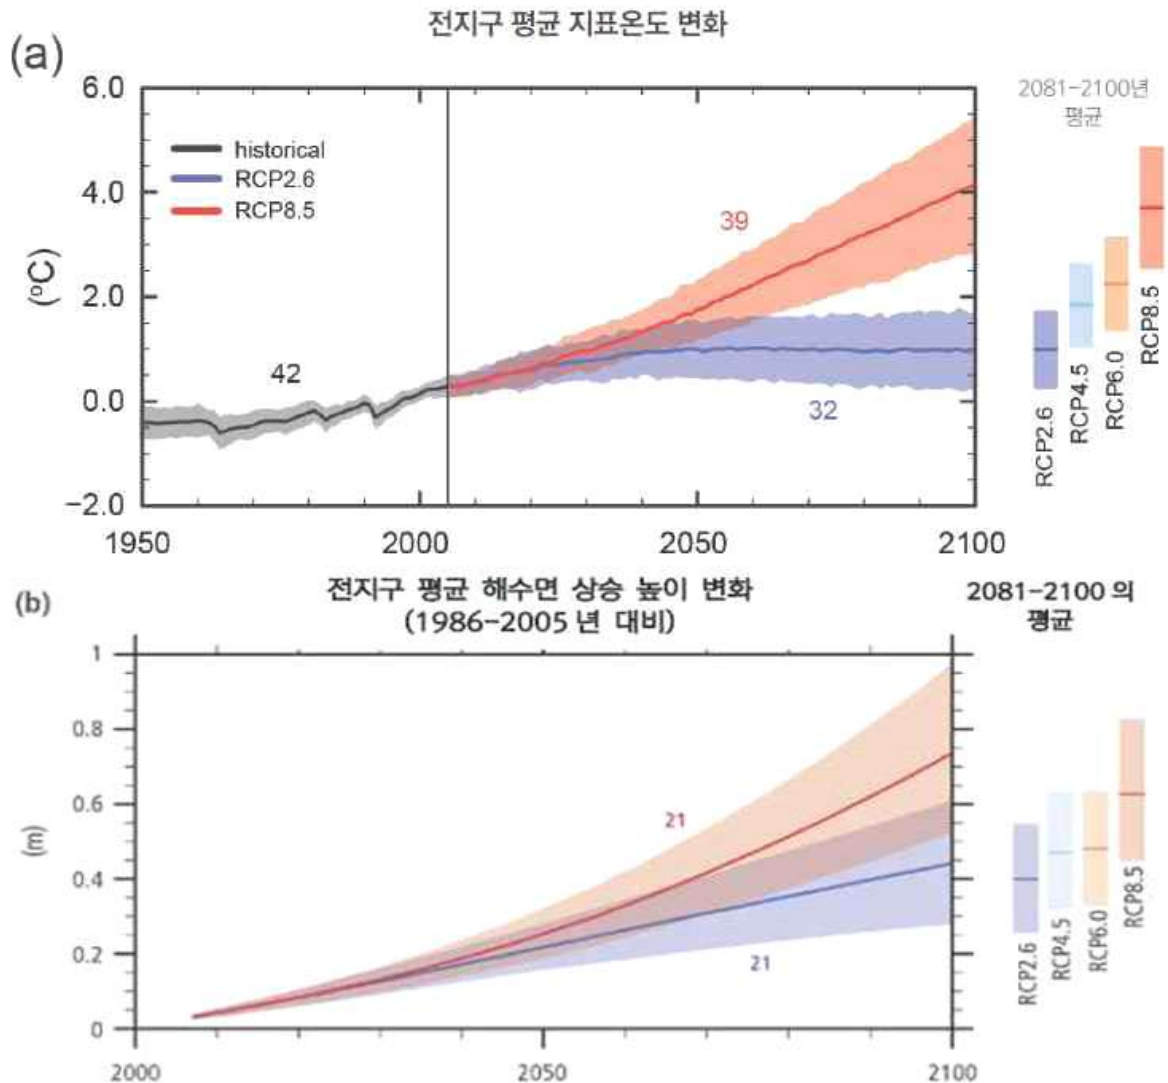 전지구 평균 지표온도 변화
(a)
6.0
4.0
2.0
0.0
−2.0
(ºC)
historical
RCP2.6
RCP8.5
42
39
32
1950
2000
2050
2100
2081−2100년
평균
RCP2.6
RCP4.5
RCP6.0
RCP8.5
(b)
전지구 평균 해수면 상승 높이 변화
(1986−2005 년 대비)
2081−2100 의
평균
1
0.8
0.6
0.4
0.2
0
(m)
21
21
2000
2050
2100
RCP2.6
RCP4.5
RCP6.0
RCP8.5